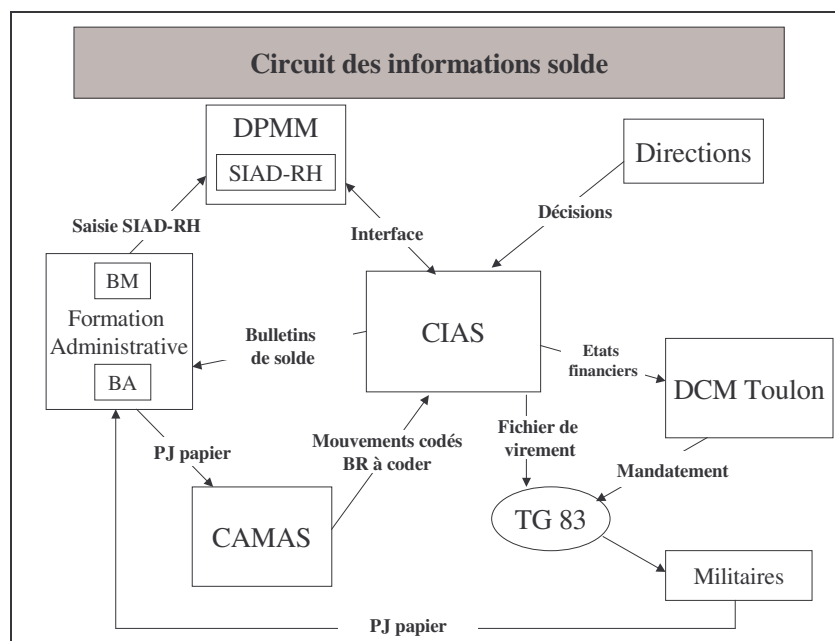 Circuit des informations solde
DPMM
SIAD-RH
Directions
Saisie SIAD-RH
Décisions
Interface
BM
Formation
Administrative
BA
Bulletins
de solde
CIAS
Etats
financiers
DCM Toulon
PJ papier
Mouvements codés
BR à coder
Fichier de
virement
Mandatement
CAMAS
TG 83
Militaires
PJ papier